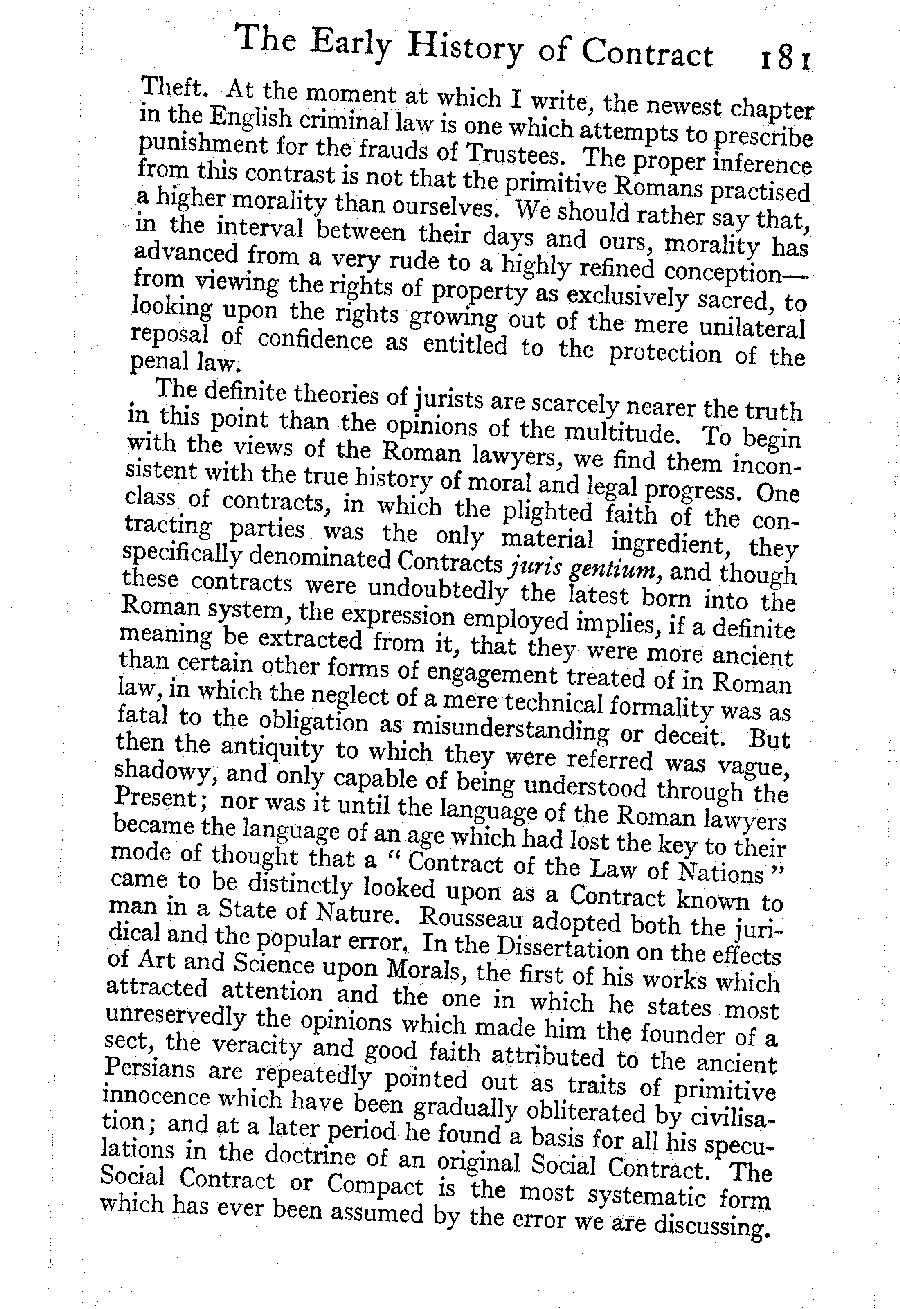 The Early History of Contract 181
Theft. At the moment at which I write, the newest chapter
in the English criminal law is one which attempts to prescribe
punishment for the frauds of Trustees. The proper inference
from this contrast is not that the primitive Romans practised
a higher morality than ourselves. We should rather say that,
in the interval between their days and ours, morality has
advanced from a very rude to a highly refined conception—
from viewing the rights of property as exclusively sacred, to
looking upon the rights growing out of the mere unilateral
reposal of confidence as entitled to the protection of the
penal law.
The definite theories of jurists are scarcely nearer the truth
in this point than the opinions of the multitude. To begin
with the views of the Roman lawyers, we find them incon-
sistent with the true history of moral and legal progress. One
class of contracts, in which the plighted faith of the con-
tracting parties was the only material ingredient, they
specifically denominated Contracts juris gentium, and though
these contracts were undoubtedly the latest born into the
Roman system, the expression employed implies, if a definite
meaning be extracted from it, that they were more ancient
than certain other forms of engagement treated of in Roman
law, in which the neglect of a mere technical formality was as
fatal to the obligation as misunderstanding or deceit. But
then the antiquity to which they were referred was vague,
shadowy, and only capable of being understood through the
Present; nor was it until the language of the Roman lawyers
became the language of an age which had lost the key to their
mode of thought that a "Contract of the Law of Nations"
came to be distinctly looked upon as a Contract known to
man in a State of Nature. Rousseau adopted both the juri-
dical and the popular error. In the Dissertation on the effects
of Art and Science upon Morals, the first of his works which
attracted attention and the one in which he states most
unreservedly the opinions which made him the founder of a
sect, the veracity and good faith attributed to the ancient
Persians are repeatedly pointed out as traits of primitive
innocence which have been gradually obliterated by civilisa-
tion; and at a later period he found a basis for all his specu-
lations in the doctrine of an original Social Contract. The
Social Contract or Compact is the most systematic form
which has ever been assumed by the error we are discussing.